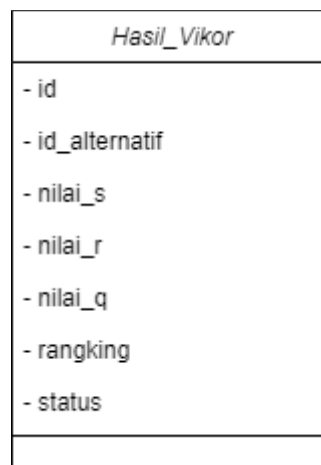 Hasil_Vikor
- id
- id_alternatif
- nilai_s
- nilai_r
- nilai_q
- rangking
- status